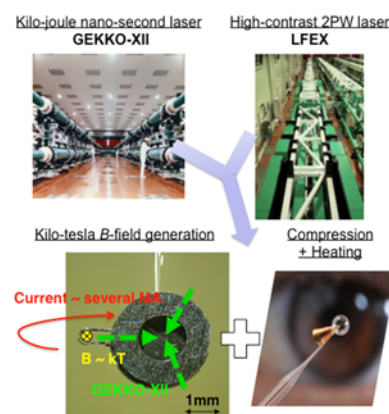 Kilo-joule nano-second laser
GEKKO-XII
High-contrast 2PW laser
LFEX
Kilo-tesla B-field generation
Compression
+ Heating
Current ~ several MA
B ~ kT
GEKKO-XII
1mm